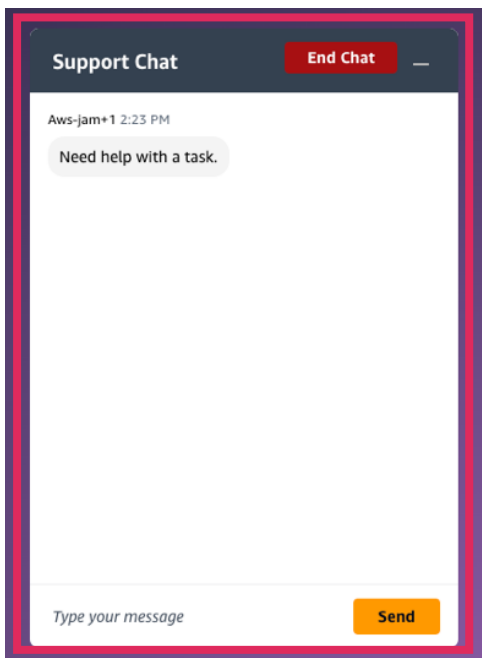 Support Chat
End Chat
Aws-jam+1 2:23 PM
Need help with a task.
Type your message
Send